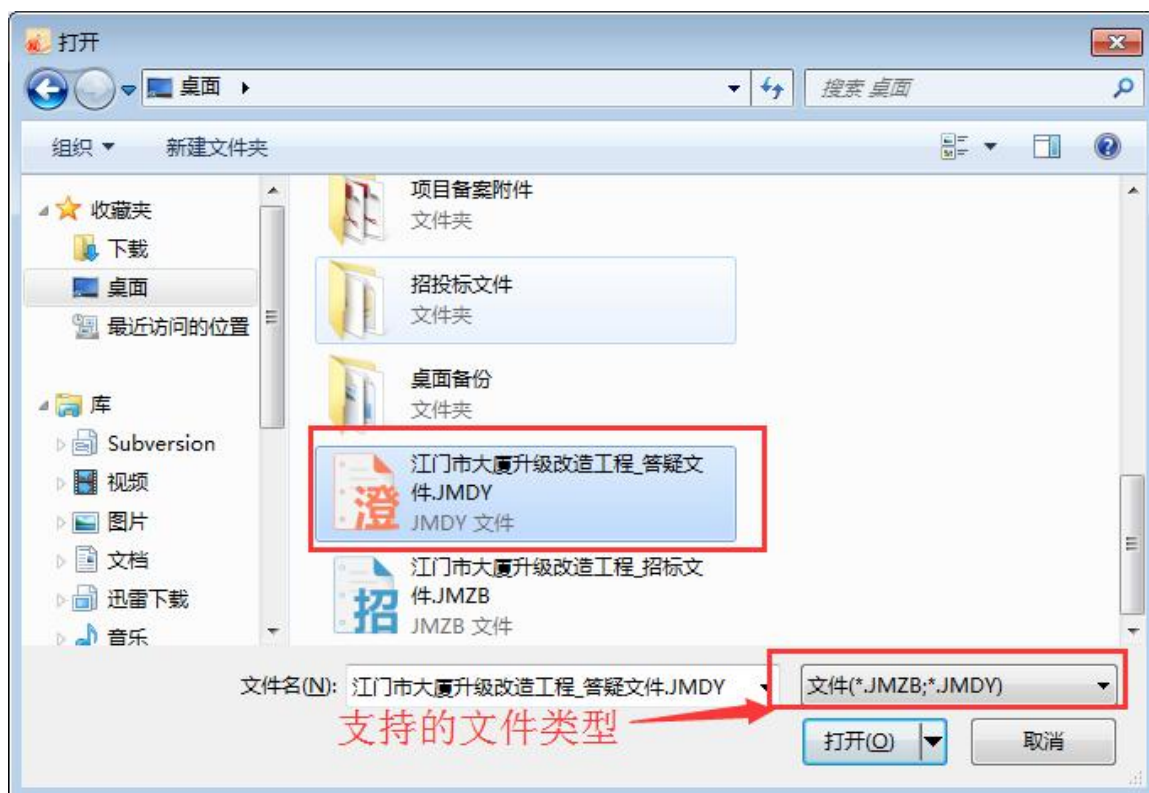 打开
桌面
搜索 桌面
组织
新建文件夹
收藏夹
下载
桌面
最近访问的位置
库
Subversion
视频
图片
文档
迅雷下载
音乐
项目备案附件
文件夹
招投标文件
文件夹
桌面备份
文件夹
澄
江门市大厦升级改造工程_答疑文
件.JMDY
JMDY 文件
招
江门市大厦升级改造工程_招标文
件.JMZB
JMZB 文件
文件名(N):
江门市大厦升级改造工程_答疑文件.JMDY
文件(*.JMZB;*.JMDY)
支持的文件类型
打开(O)
取消